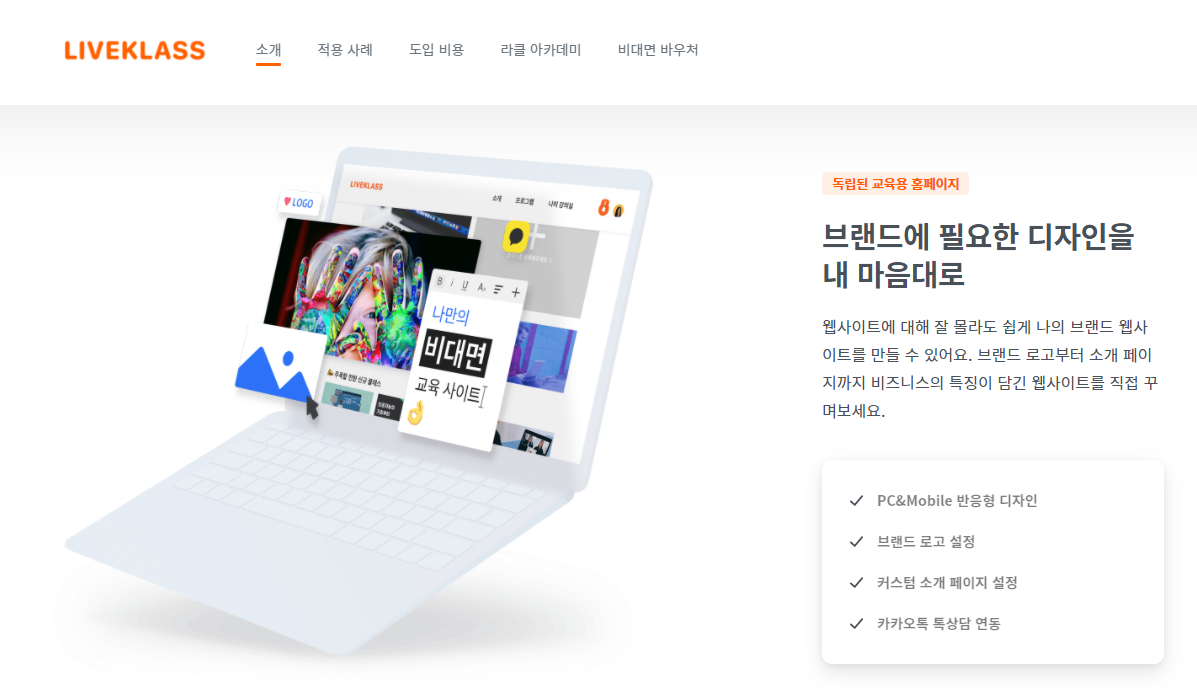 LIVEKLASS
소개
적용 사례
도입 비용
라클 아카데미
비대면 바우처
LIVEKLASS
소개
프로그램
나의 강의실
LOGO
B i U A
나만의
비대면
교육 사이트
주목할 만한 신규 클래스
독립된 교육용 홈페이지
브랜드에 필요한 디자인을
내 마음대로
웹사이트에 대해 잘 몰라도 쉽게 나의 브랜드 웹사
이트를 만들 수 있어요. 브랜드 로고부터 소개 페이
지까지 비즈니스의 특징이 담긴 웹사이트를 직접 꾸
며보세요.
PC&Mobile 반응형 디자인
브랜드 로고 설정
커스텀 소개 페이지 설정
카카오톡 톡상담 연동